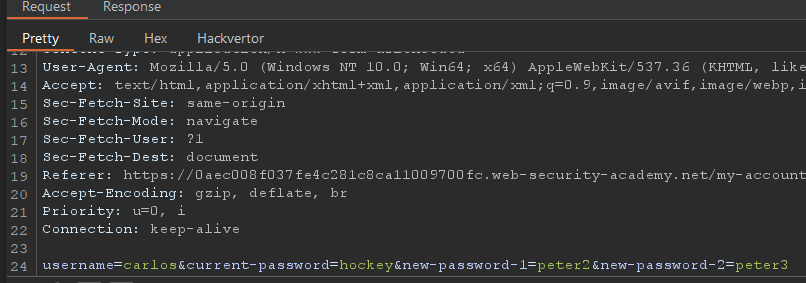 Request Response
Pretty Raw Hex Hackvertor
13 User-Agent: Mozilla/5.0 (Windows NT 10.0; Win64; x64) AppleWebKit/537.36 (KHTML, like
14 Accept: text/html,application/xhtml+xml,application/xml;q=0.9,image/avif,image/webp,i
15 Sec-Fetch-Site: same-origin
16 Sec-Fetch-Mode: navigate
17 Sec-Fetch-User: ?1
18 Sec-Fetch-Dest: document
19 Referer: https://0aec008f037fe4c281c8ca11009700fc.web-security-academy.net/my-account
20 Accept-Encoding: gzip, deflate, br
21 Priority: u=0, i
22 Connection: keep-alive
23
24 username=carlos&current-password=hockey&new-password-1=peter2&new-password-2=peter3